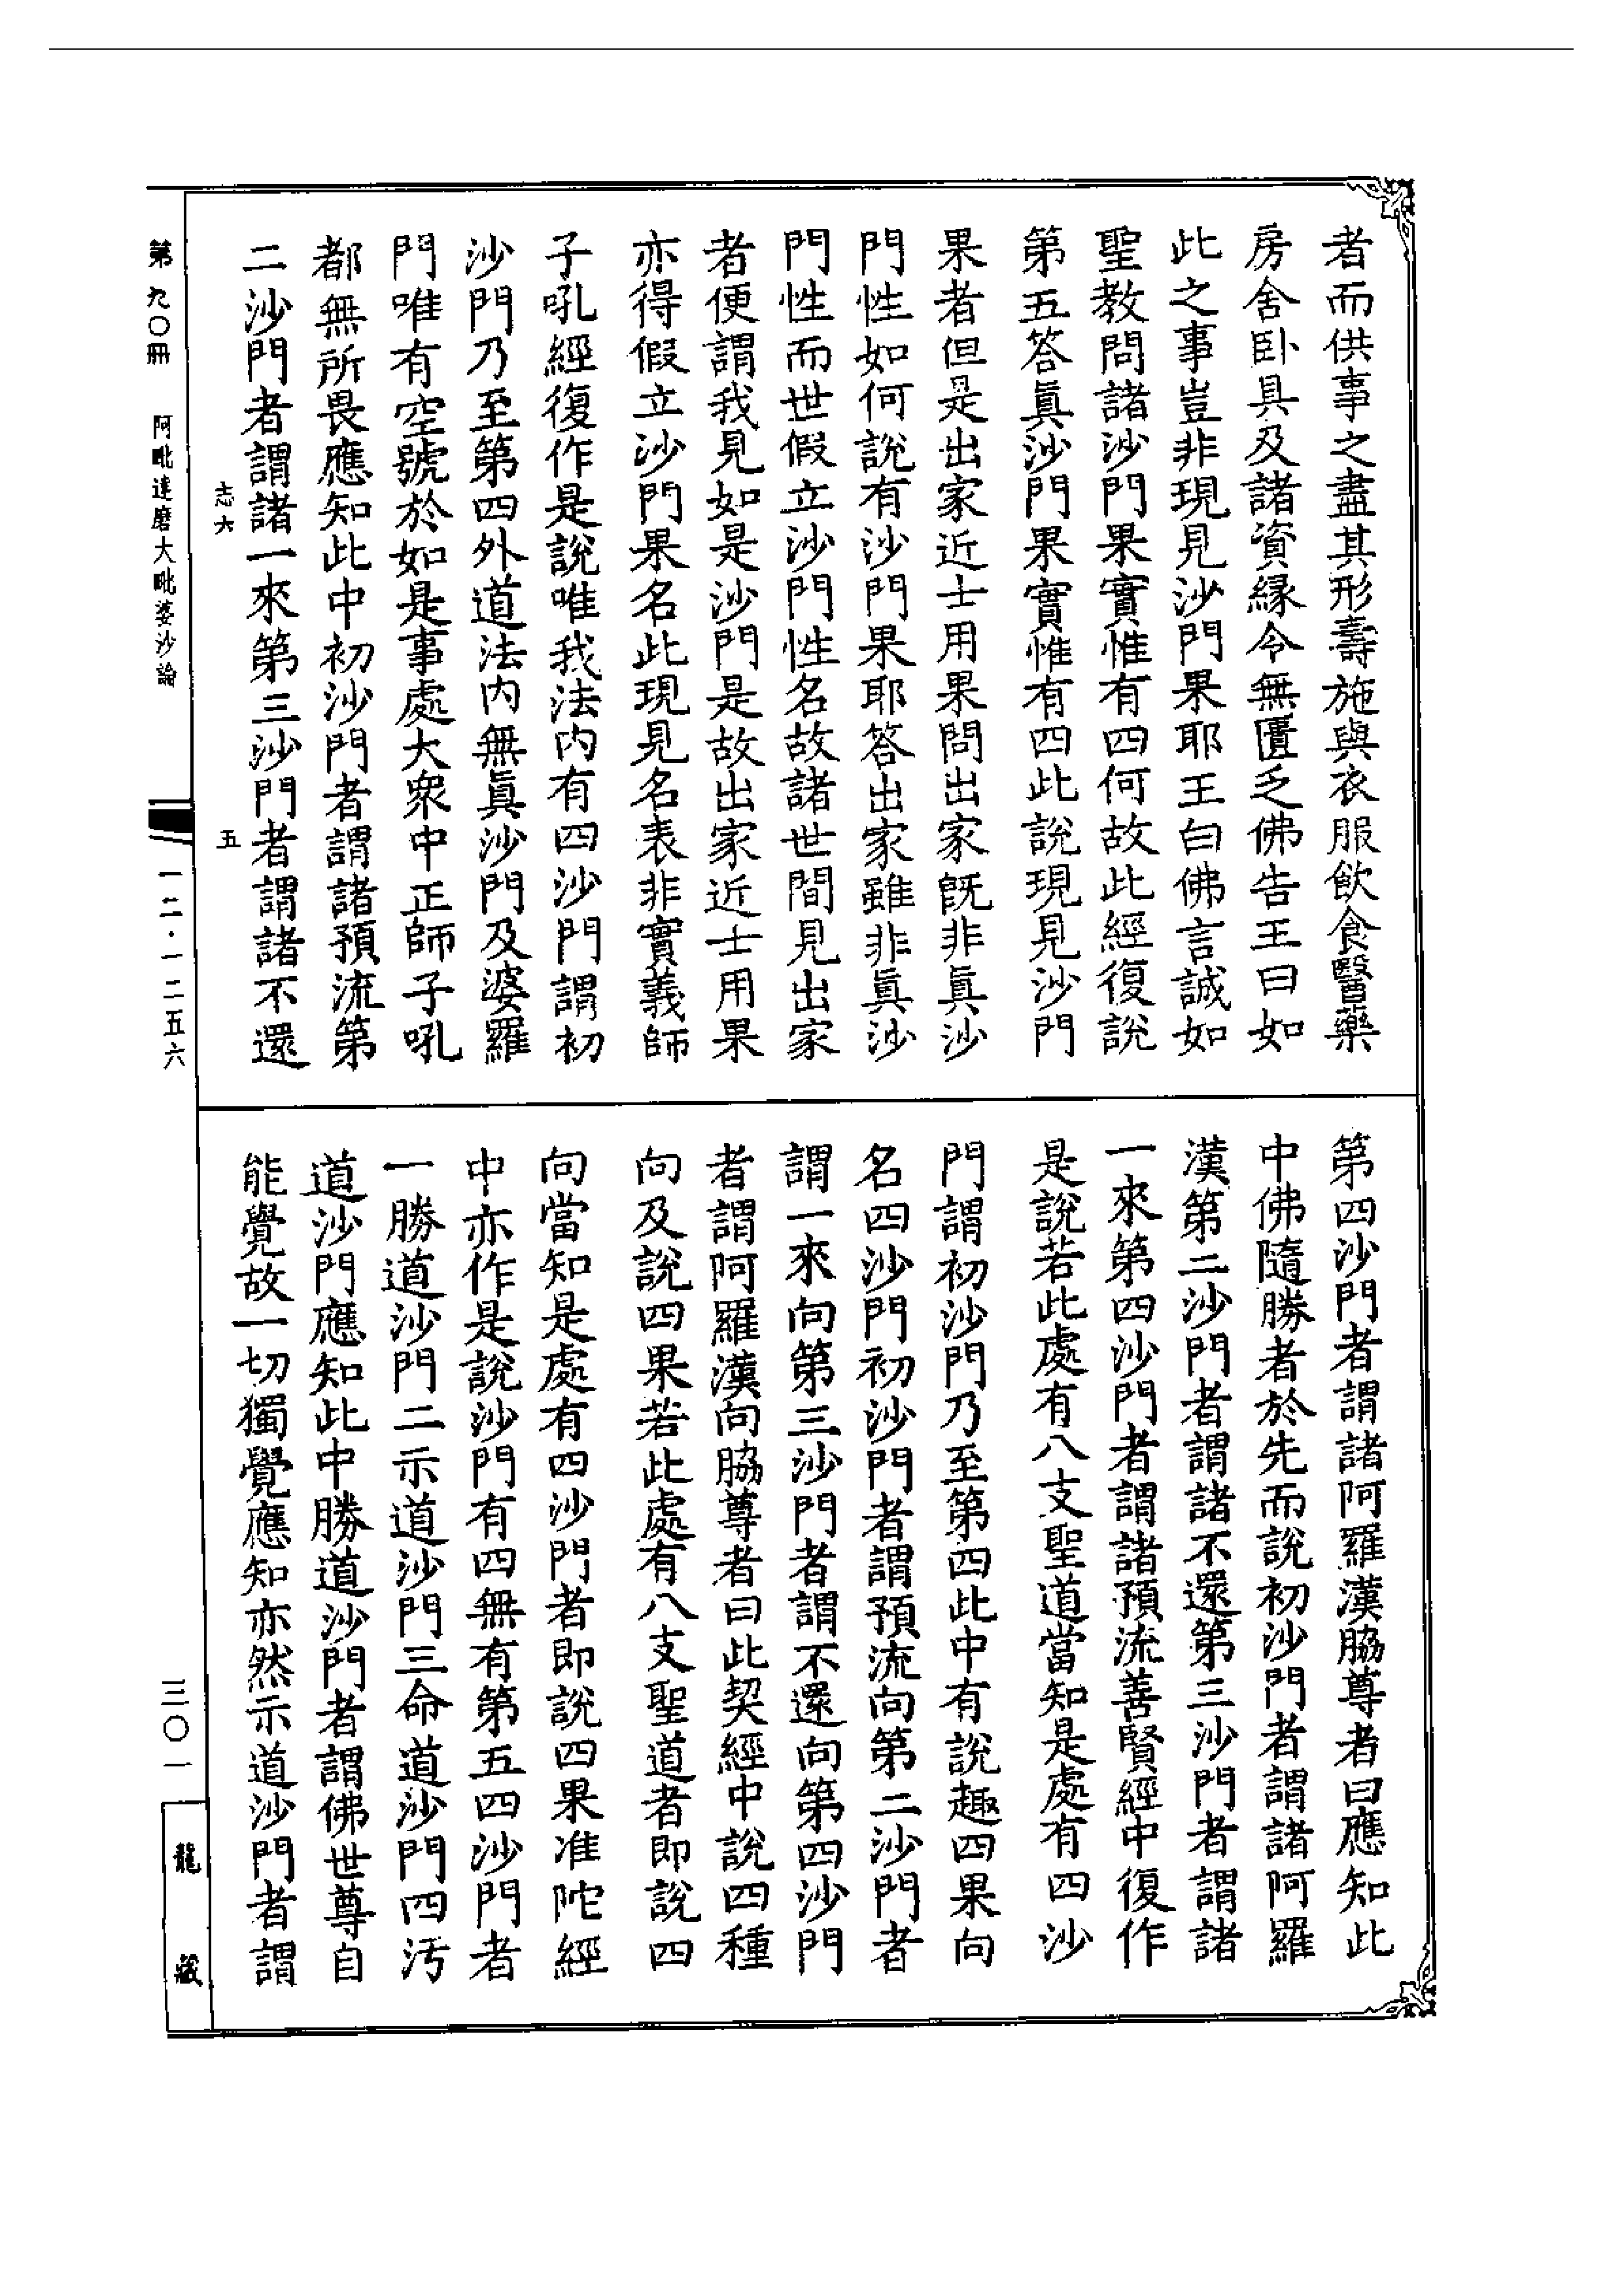 者而供事之盡其形壽施與衣服飲食醫藥
房舍卧具及諸資緣令無匱乏佛告王曰如
此之事豈非現見沙門果耶王白佛言誠如
聖教問諸沙門果實惟有四何故此經復說
第五答眞沙門果實惟有四此說現見沙門
果者但是出家近士用果問出家旣非眞沙
門性如何說有沙門果耶答出家雖非眞沙
門性而世假立沙門性名故諸世間見出家
者便謂我見如是沙門是故出家近士用果
亦得假立沙門果名此現見名表非實義師
子吼經復作是說唯我法內有四沙門謂初
沙門乃至第四外道法內無眞沙門及婆羅
門唯有空號於如是事處大衆中正師子吼
都無所畏應知此中初沙門者謂諸預流第
二沙門者謂諸一來第三沙門者謂諸不還
第四沙門者謂諸阿羅漢脇尊者曰應知此
中佛隨勝者於先而說初沙門者謂諸阿羅
漢第二沙門者謂諸不還第三沙門者謂諸
一來第四沙門者謂諸預流善賢經中復作
是說若此處有八支聖道當知是處有四沙
門謂初沙門乃至第四此中有說趣四果向
名四沙門初沙門者謂預流向第二沙門者
謂一來向第三沙門者謂不還向第四沙門
者謂阿羅漢向脇尊者曰此契經中說四種
向及說四果若此處有八支聖道者即說四
向當知是處有四沙門者即說四果准陀經
中亦作是說沙門有四無有第五四沙門者
一勝道沙門二示道沙門三命道沙門四汚
道沙門應知此中勝道沙門者謂佛世尊自
能覺故一切獨覺應知亦然示道沙門者謂
志六 五
第九〇冊 阿毗達磨大毗婆沙論 一二·一二五六 三〇一
龍藏